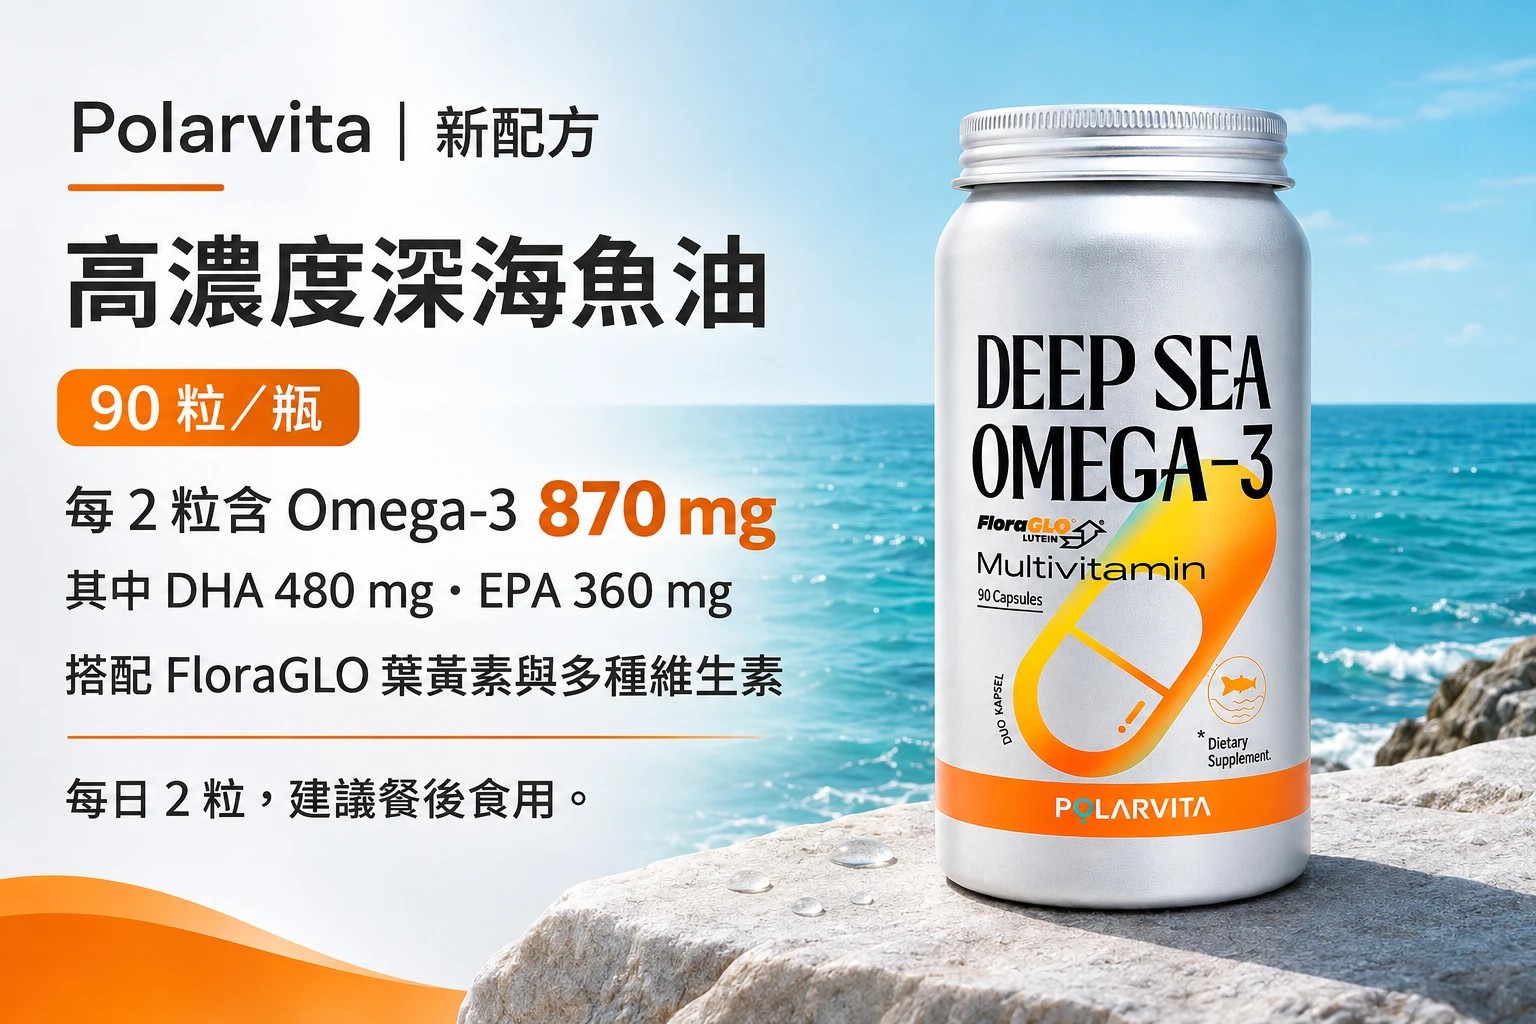 Polarvita｜新配方
高濃度深海魚油
90 粒／瓶
每 2 粒含 Omega-3 870 mg
其中 DHA 480 mg・EPA 360 mg
搭配 FloraGLO 葉黃素與多種維生素
每日 2 粒，建議餐後食用。
DEEP SEA
OMEGA-3
FloraGLO®
LUTEIN
Multivitamin
90 Capsules
DUO KAPSEL
* Dietary
Supplement.
POLARVITA